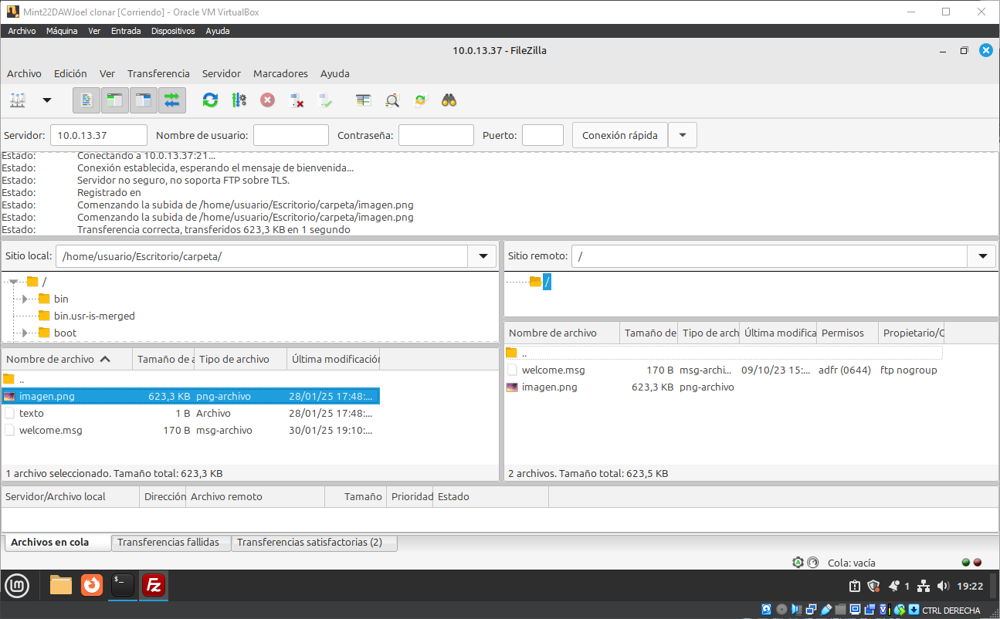 Mint22DAWJoel clonar [Corriendo] - Oracle VM VirtualBox
Archivo Máquina Ver Entrada Dispositivos Ayuda
10.0.13.37 - FileZilla
Archivo Edición Ver Transferencia Servidor Marcadores Ayuda
Servidor: 10.0.13.37 Nombre de usuario: Contraseña: Puerto: Conexión rápida
Estado: Conectando a 10.0.13.37:21...
Estado: Conexión establecida, esperando el mensaje de bienvenida...
Estado: Servidor no seguro, no soporta FTP sobre TLS.
Estado: Registrado en
Estado: Comenzando la subida de /home/usuario/Escritorio/carpeta/imagen.png
Estado: Comenzando la subida de /home/usuario/Escritorio/carpeta/imagen.png
Estado: Transferencia correcta, transferidos 623,3 KB en 1 segundo
Sitio local: /home/usuario/Escritorio/carpeta/
/
bin
bin.usr-is-merged
boot
Nombre de archivo Tamaño de a Tipo de archivo Última modificación
..
imagen.png 623,3 KB png-archivo 28/01/25 17:48:...
texto 1 B Archivo 28/01/25 17:48:...
welcome.msg 170 B msg-archivo 30/01/25 19:10:...
1 archivo seleccionado. Tamaño total: 623,3 KB
Sitio remoto: /
/
Nombre de archivo Tamaño de Tipo de arch Última modifica Permisos Propietario/G
..
welcome.msg 170 B msg-archi... 09/10/23 15:... adfr (0644) ftp nogroup
imagen.png 623,3 KB png-archivo
2 archivos. Tamaño total: 623,5 KB
Servidor/Archivo local Dirección Archivo remoto Tamaño Prioridad Estado
Archivos en cola Transferencias fallidas Transferencias satisfactorias (2)
Cola: vacía
1 19:22
CTRL DERECHA